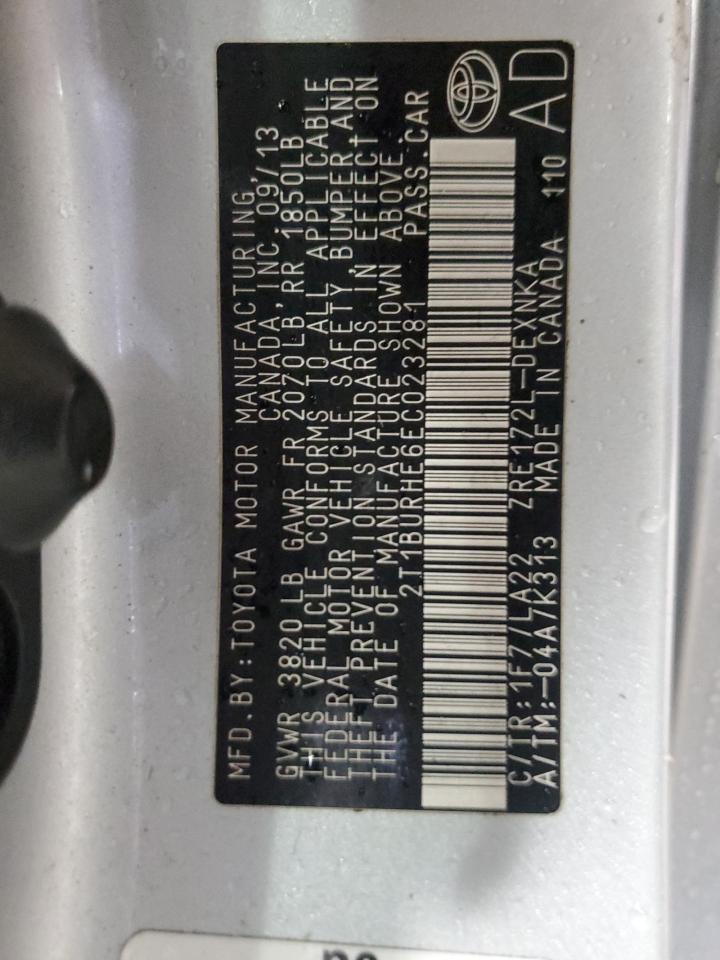 MFD.BY:TOYOTA MOTOR MANUFACTURING
CANADA, INC. 09/13
GVWR 3820LB GAWR FR 2070LB, RR 1850LB
THIS VEHICLE CONFORMS TO ALL APPLICABLE
FEDERAL MOTOR VEHICLE SAFETY, BUMPER, AND
THEFT PREVENTION STANDARDS IN EFFECT ON
THE DATE OF MANUFACTURE SHOWN ABOVE.
2T1BURHE6EC023281 PASS.CAR
C/TR:1F7/LA22 ZRE172L-DEXNKA
A/TM:-04A/K313 MADE IN CANADA 110
AD